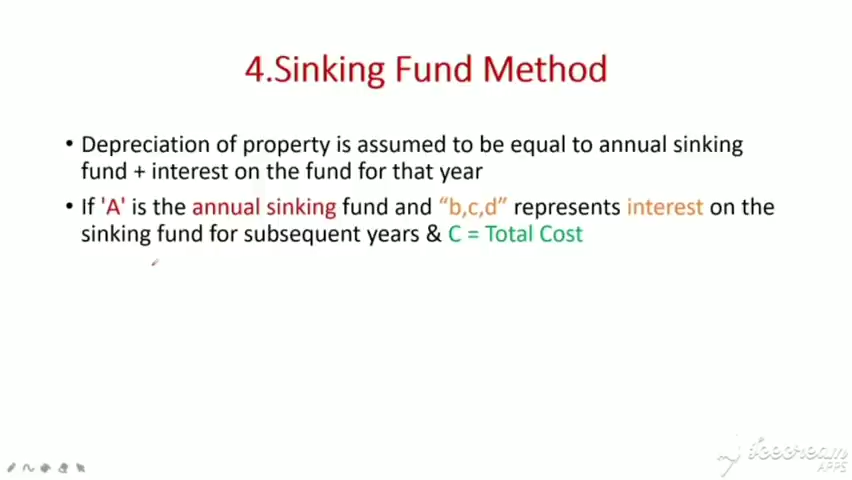 4.Sinking Fund Method
• Depreciation of property is assumed to be equal to annual sinking
fund + interest on the fund for that year
• If 'A' is the annual sinking fund and “b,c,d” represents interest on the
sinking fund for subsequent years & C = Total Cost
Icecream
APPS